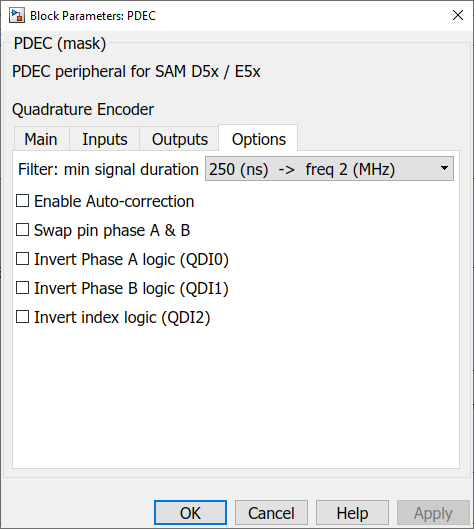 Block Parameters: PDEC
PDEC (mask)
PDEC peripheral for SAM D5x / E5x
Quadrature Encoder
Main Inputs Outputs Options
Filter: min signal duration 250 (ns) -> freq 2 (MHz)
Enable Auto-correction
Swap pin phase A & B
Invert Phase A logic (QDI0)
Invert Phase B logic (QDI1)
Invert index logic (QDI2)
OK Cancel Help Apply